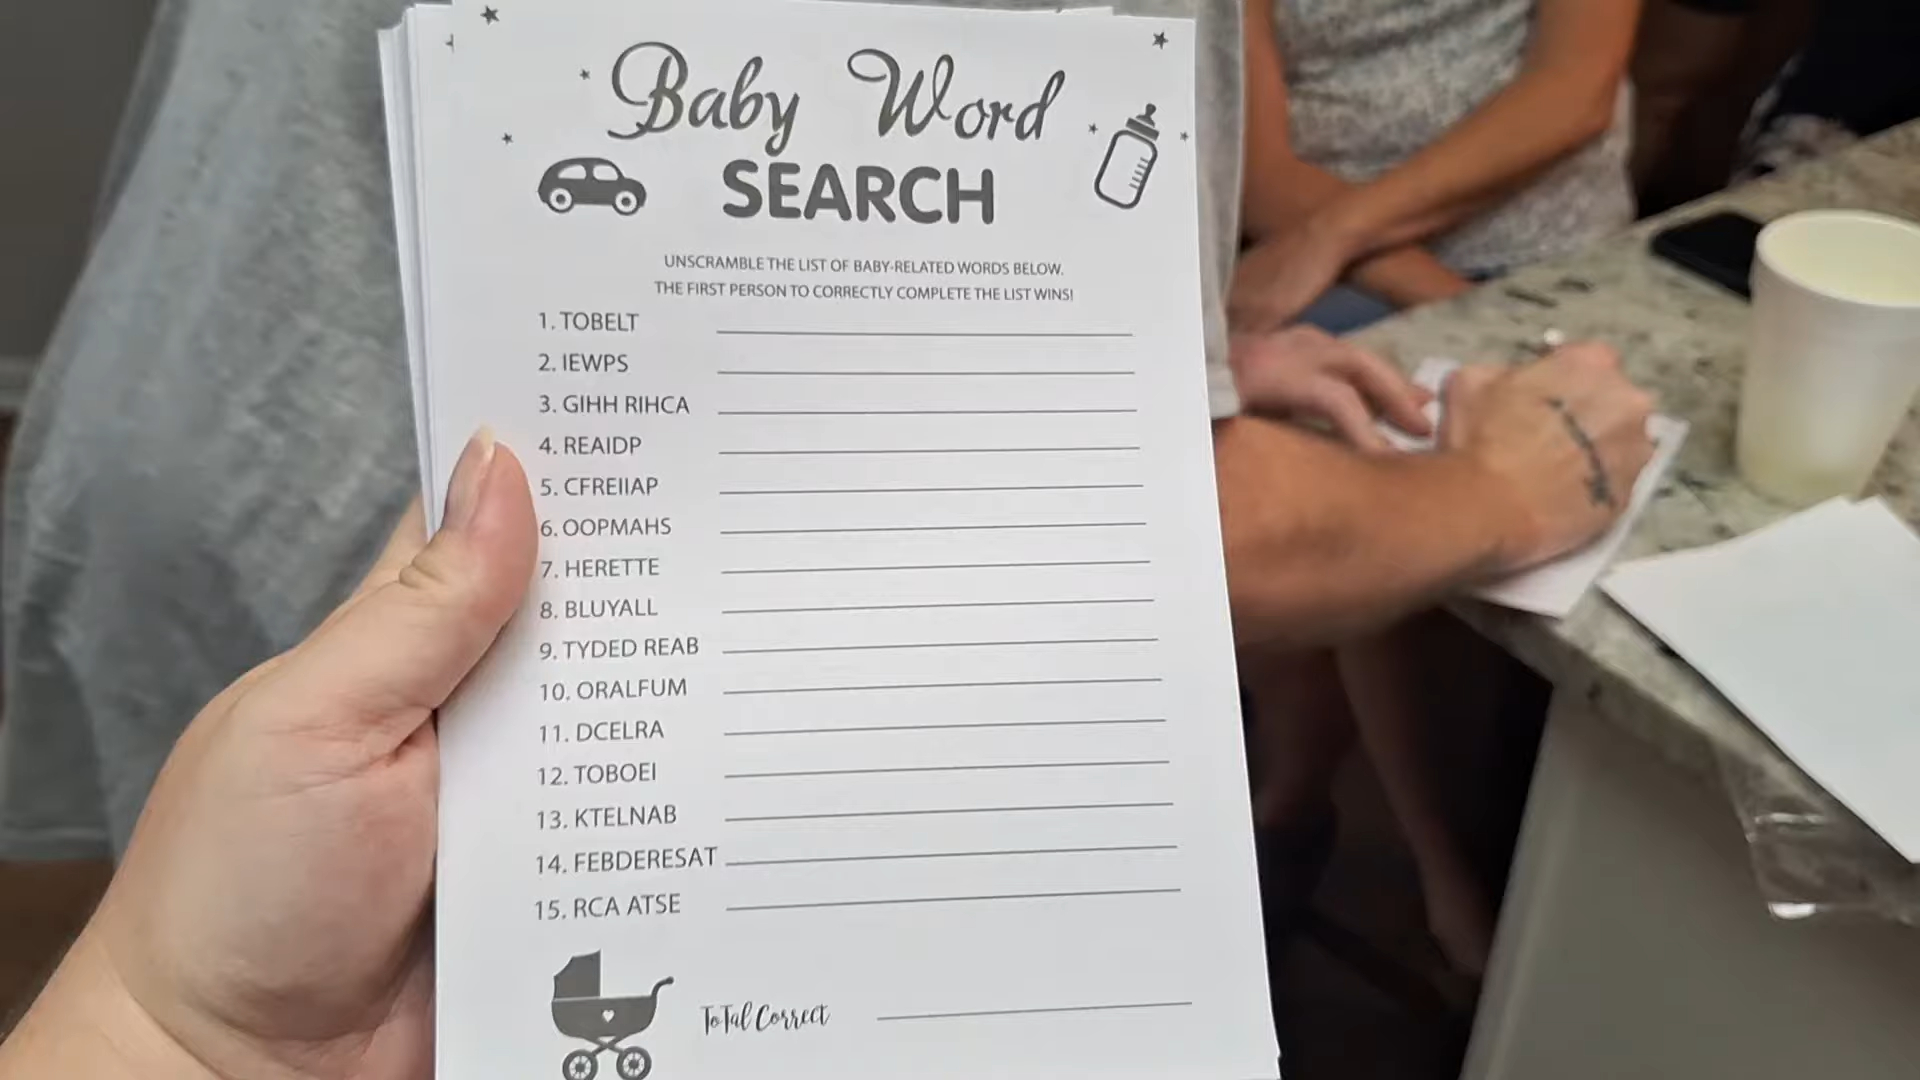 Baby Word
SEARCH
UNSCRAMBLE THE LIST OF BABY-RELATED WORDS BELOW.
THE FIRST PERSON TO CORRECTLY COMPLETE THE LIST WINS!
1. TOBELT
2. IEWPS
3. GIHH RIHCA
4. REAIDP
5. CFREIIAP
6. OOPMAHS
7. HERETTE
8. BLUYALL
9. TYDED REAB
10. ORALFUM
11. DCELRA
12. TOBOEI
13. KTELNAB
14. FEBDERESAT
15. RCA ATSE
ToTal Correct